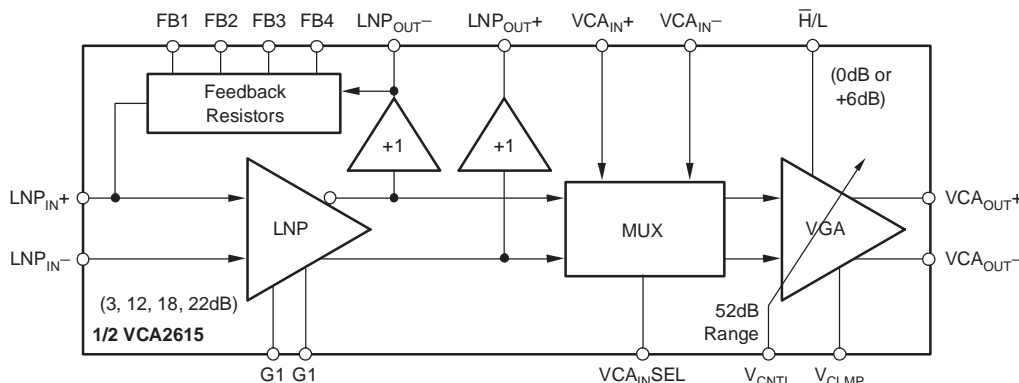 FB1 FB2 FB3 FB4 LNPOUT− LNPOUT+ VCAIN+ VCAIN− H̅/L
Feedback
Resistors
(0dB or
+6dB)
+1
+1
LNPIN+
LNP
MUX
VGA
VCAOUT+
LNPIN−
VCAOUT−
(3, 12, 18, 22dB)
52dB
Range
1/2 VCA2615
G1 G1 VCAINSEL VCNTL VCLMP